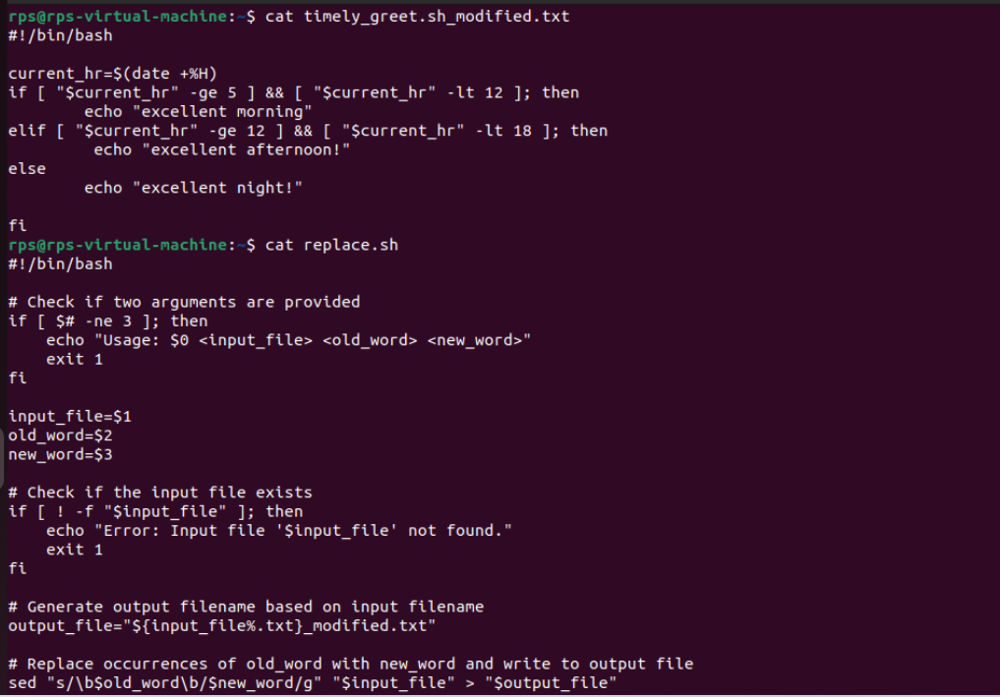 rps@rps-virtual-machine:~$ cat timely_greet.sh_modified.txt
#!/bin/bash

current_hr=$(date +%H)
if [ "$current_hr" -ge 5 ] && [ "$current_hr" -lt 12 ]; then
        echo "excellent morning"
elif [ "$current_hr" -ge 12 ] && [ "$current_hr" -lt 18 ]; then
         echo "excellent afternoon!"
else
        echo "excellent night!"

fi
rps@rps-virtual-machine:~$ cat replace.sh
#!/bin/bash

# Check if two arguments are provided
if [ $# -ne 3 ]; then
    echo "Usage: $0 <input_file> <old_word> <new_word>"
    exit 1
fi

input_file=$1
old_word=$2
new_word=$3

# Check if the input file exists
if [ ! -f "$input_file" ]; then
    echo "Error: Input file '$input_file' not found."
    exit 1
fi

# Generate output filename based on input filename
output_file="${input_file%.txt}_modified.txt"

# Replace occurrences of old_word with new_word and write to output file
sed "s/\b$old_word\b/$new_word/g" "$input_file" > "$output_file"